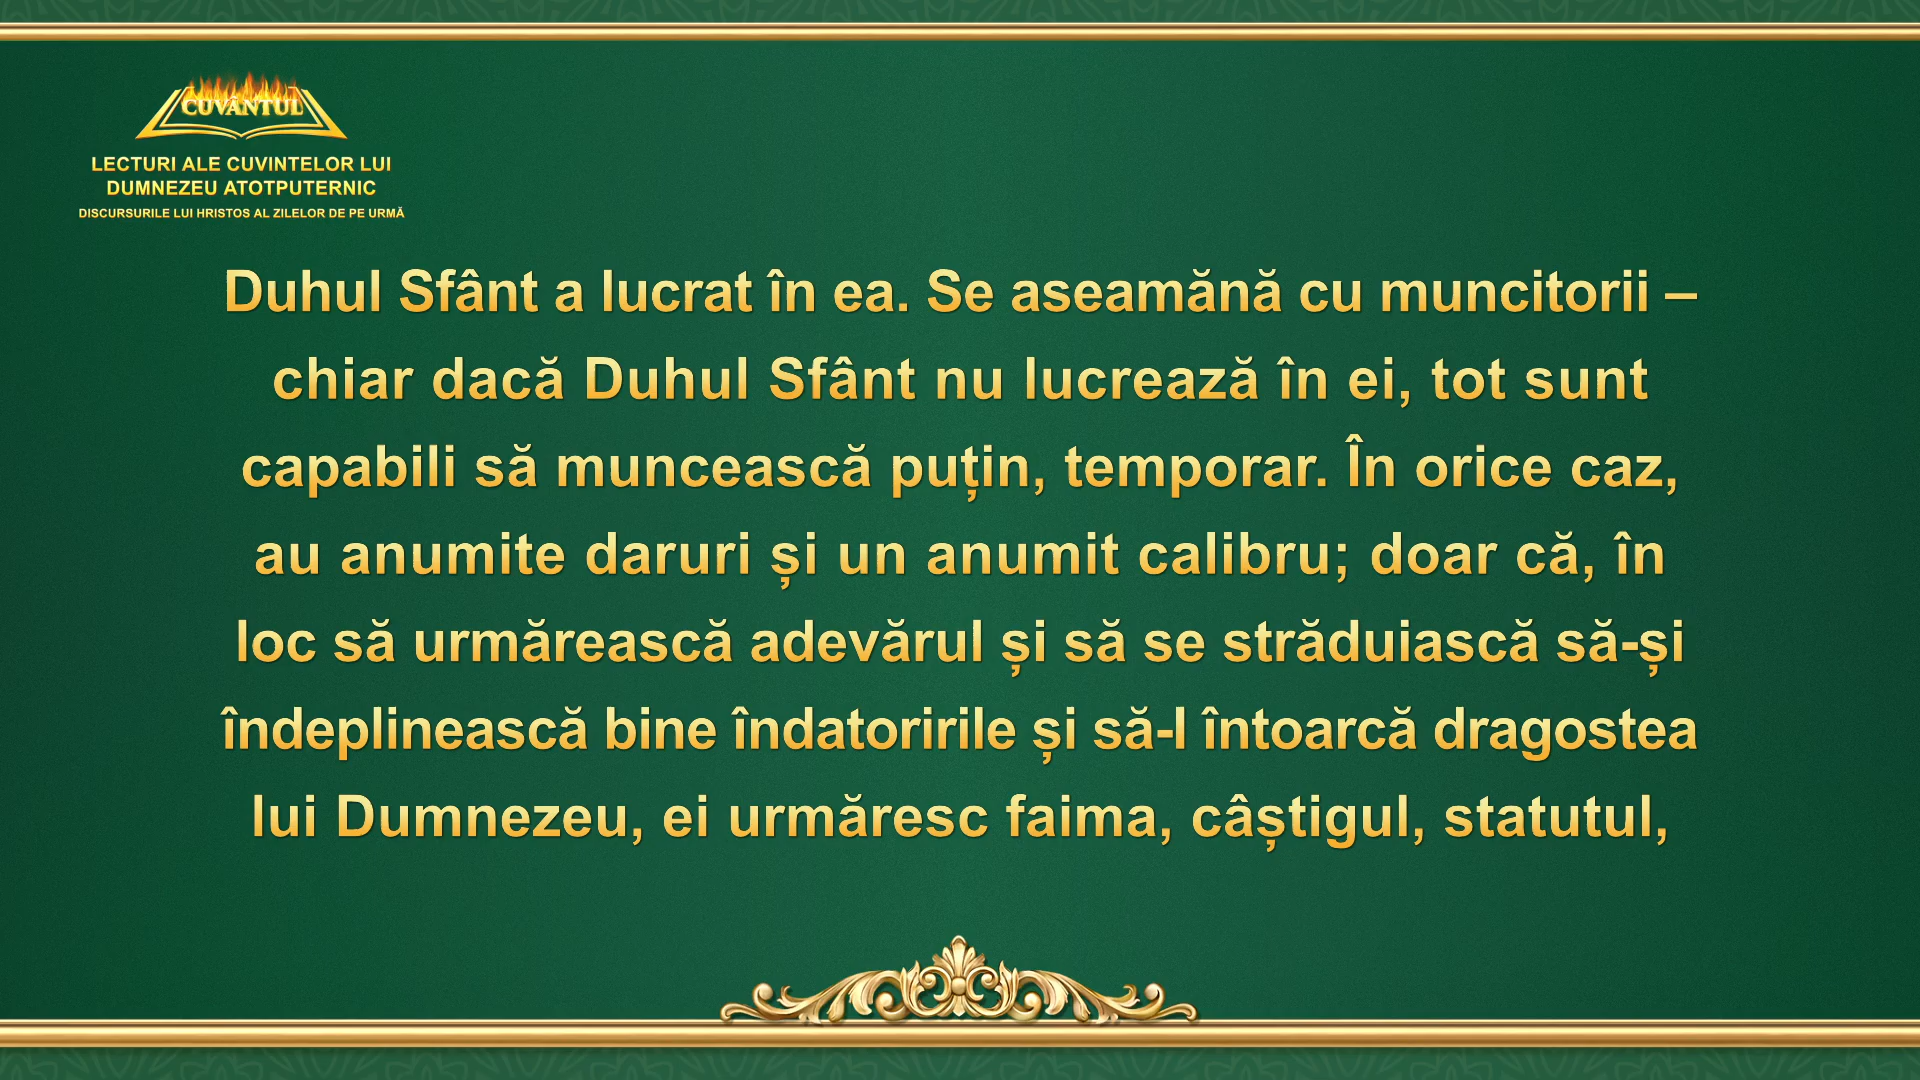 CUVÂNTUL
LECTURI ALE CUVINTELOR LUI
DUMNEZEU ATOTPUTERNIC
DISCURSURILE LUI HRISTOS AL ZILELOR DE PE URMĂ
Duhul Sfânt a lucrat în ea. Se aseamănă cu muncitorii –
chiar dacă Duhul Sfânt nu lucrează în ei, tot sunt
capabili să muncească puțin, temporar. În orice caz,
au anumite daruri și un anumit calibru; doar că, în
loc să urmărească adevărul și să se străduiască să-și
îndeplinească bine îndatoririle și să-I întoarcă dragostea
lui Dumnezeu, ei urmăresc faima, câștigul, statutul,